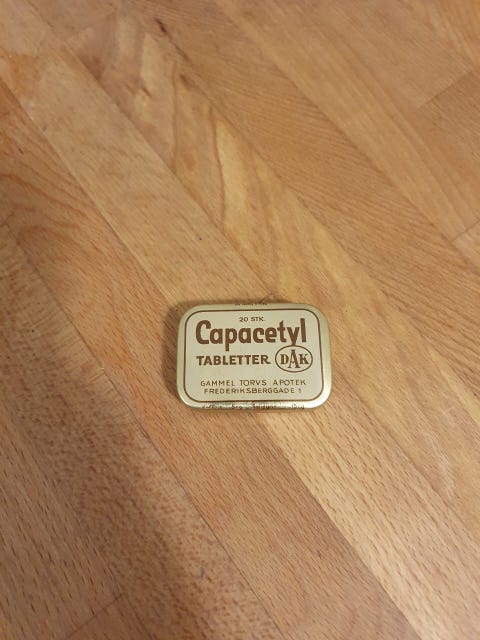 20 STK.
Capacetyl
TABLETTER DAK
GAMMEL TORVS APOTEK
FREDERIKSBERGGADE 1